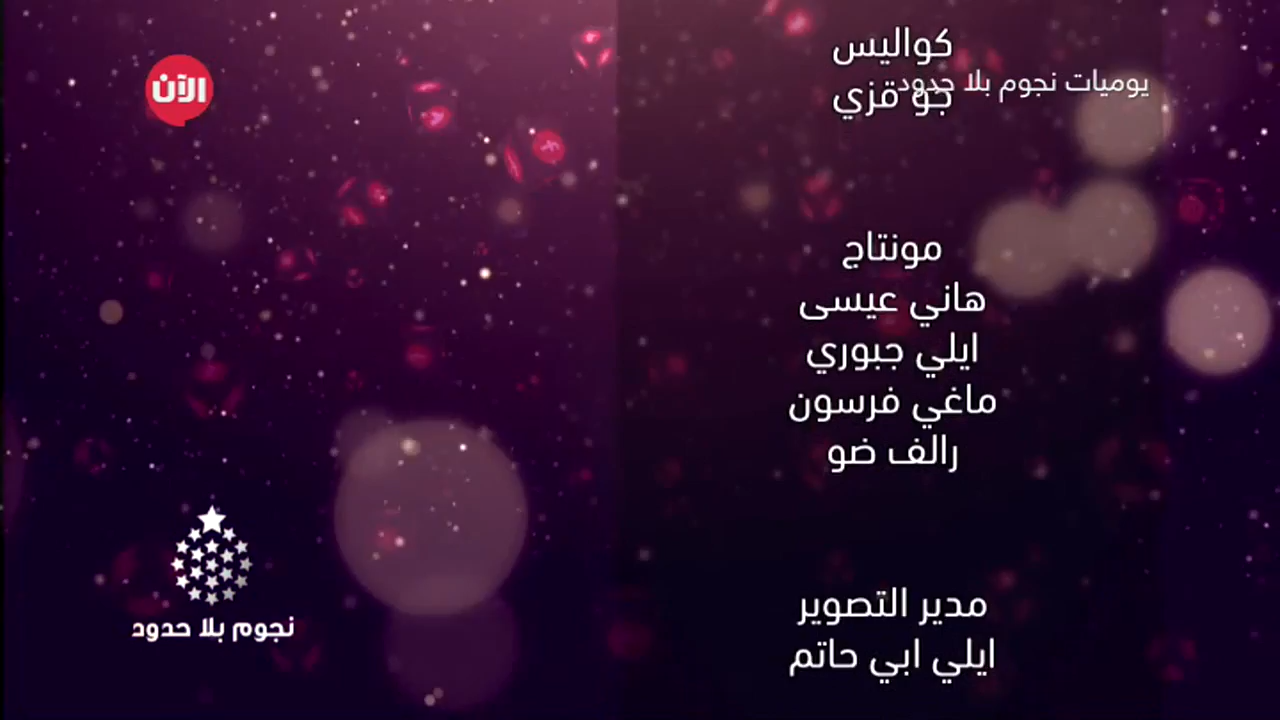 الآن
كواليس
يوميات نجوم بلا حدود
جو قزي
مونتاج
هاني عيسى
ايلي جبوري
ماغي فرسون
رالف ضو
مدير التصوير
ايلي ابي حاتم
نجوم بلا حدود